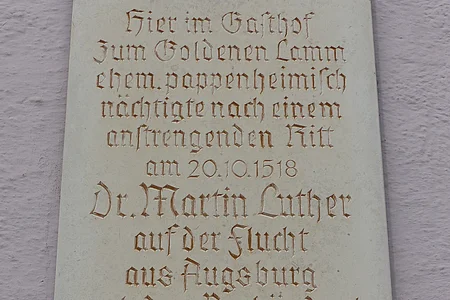 Hier im Gaſthof
Zum Goldenen Lamm
ehem. pappenheimiſch
nächtigte nach einem
anſtrengenden Ritt
am 20.10.1518
Dr. Martin Luther
auf der Flucht
aus Augsburg